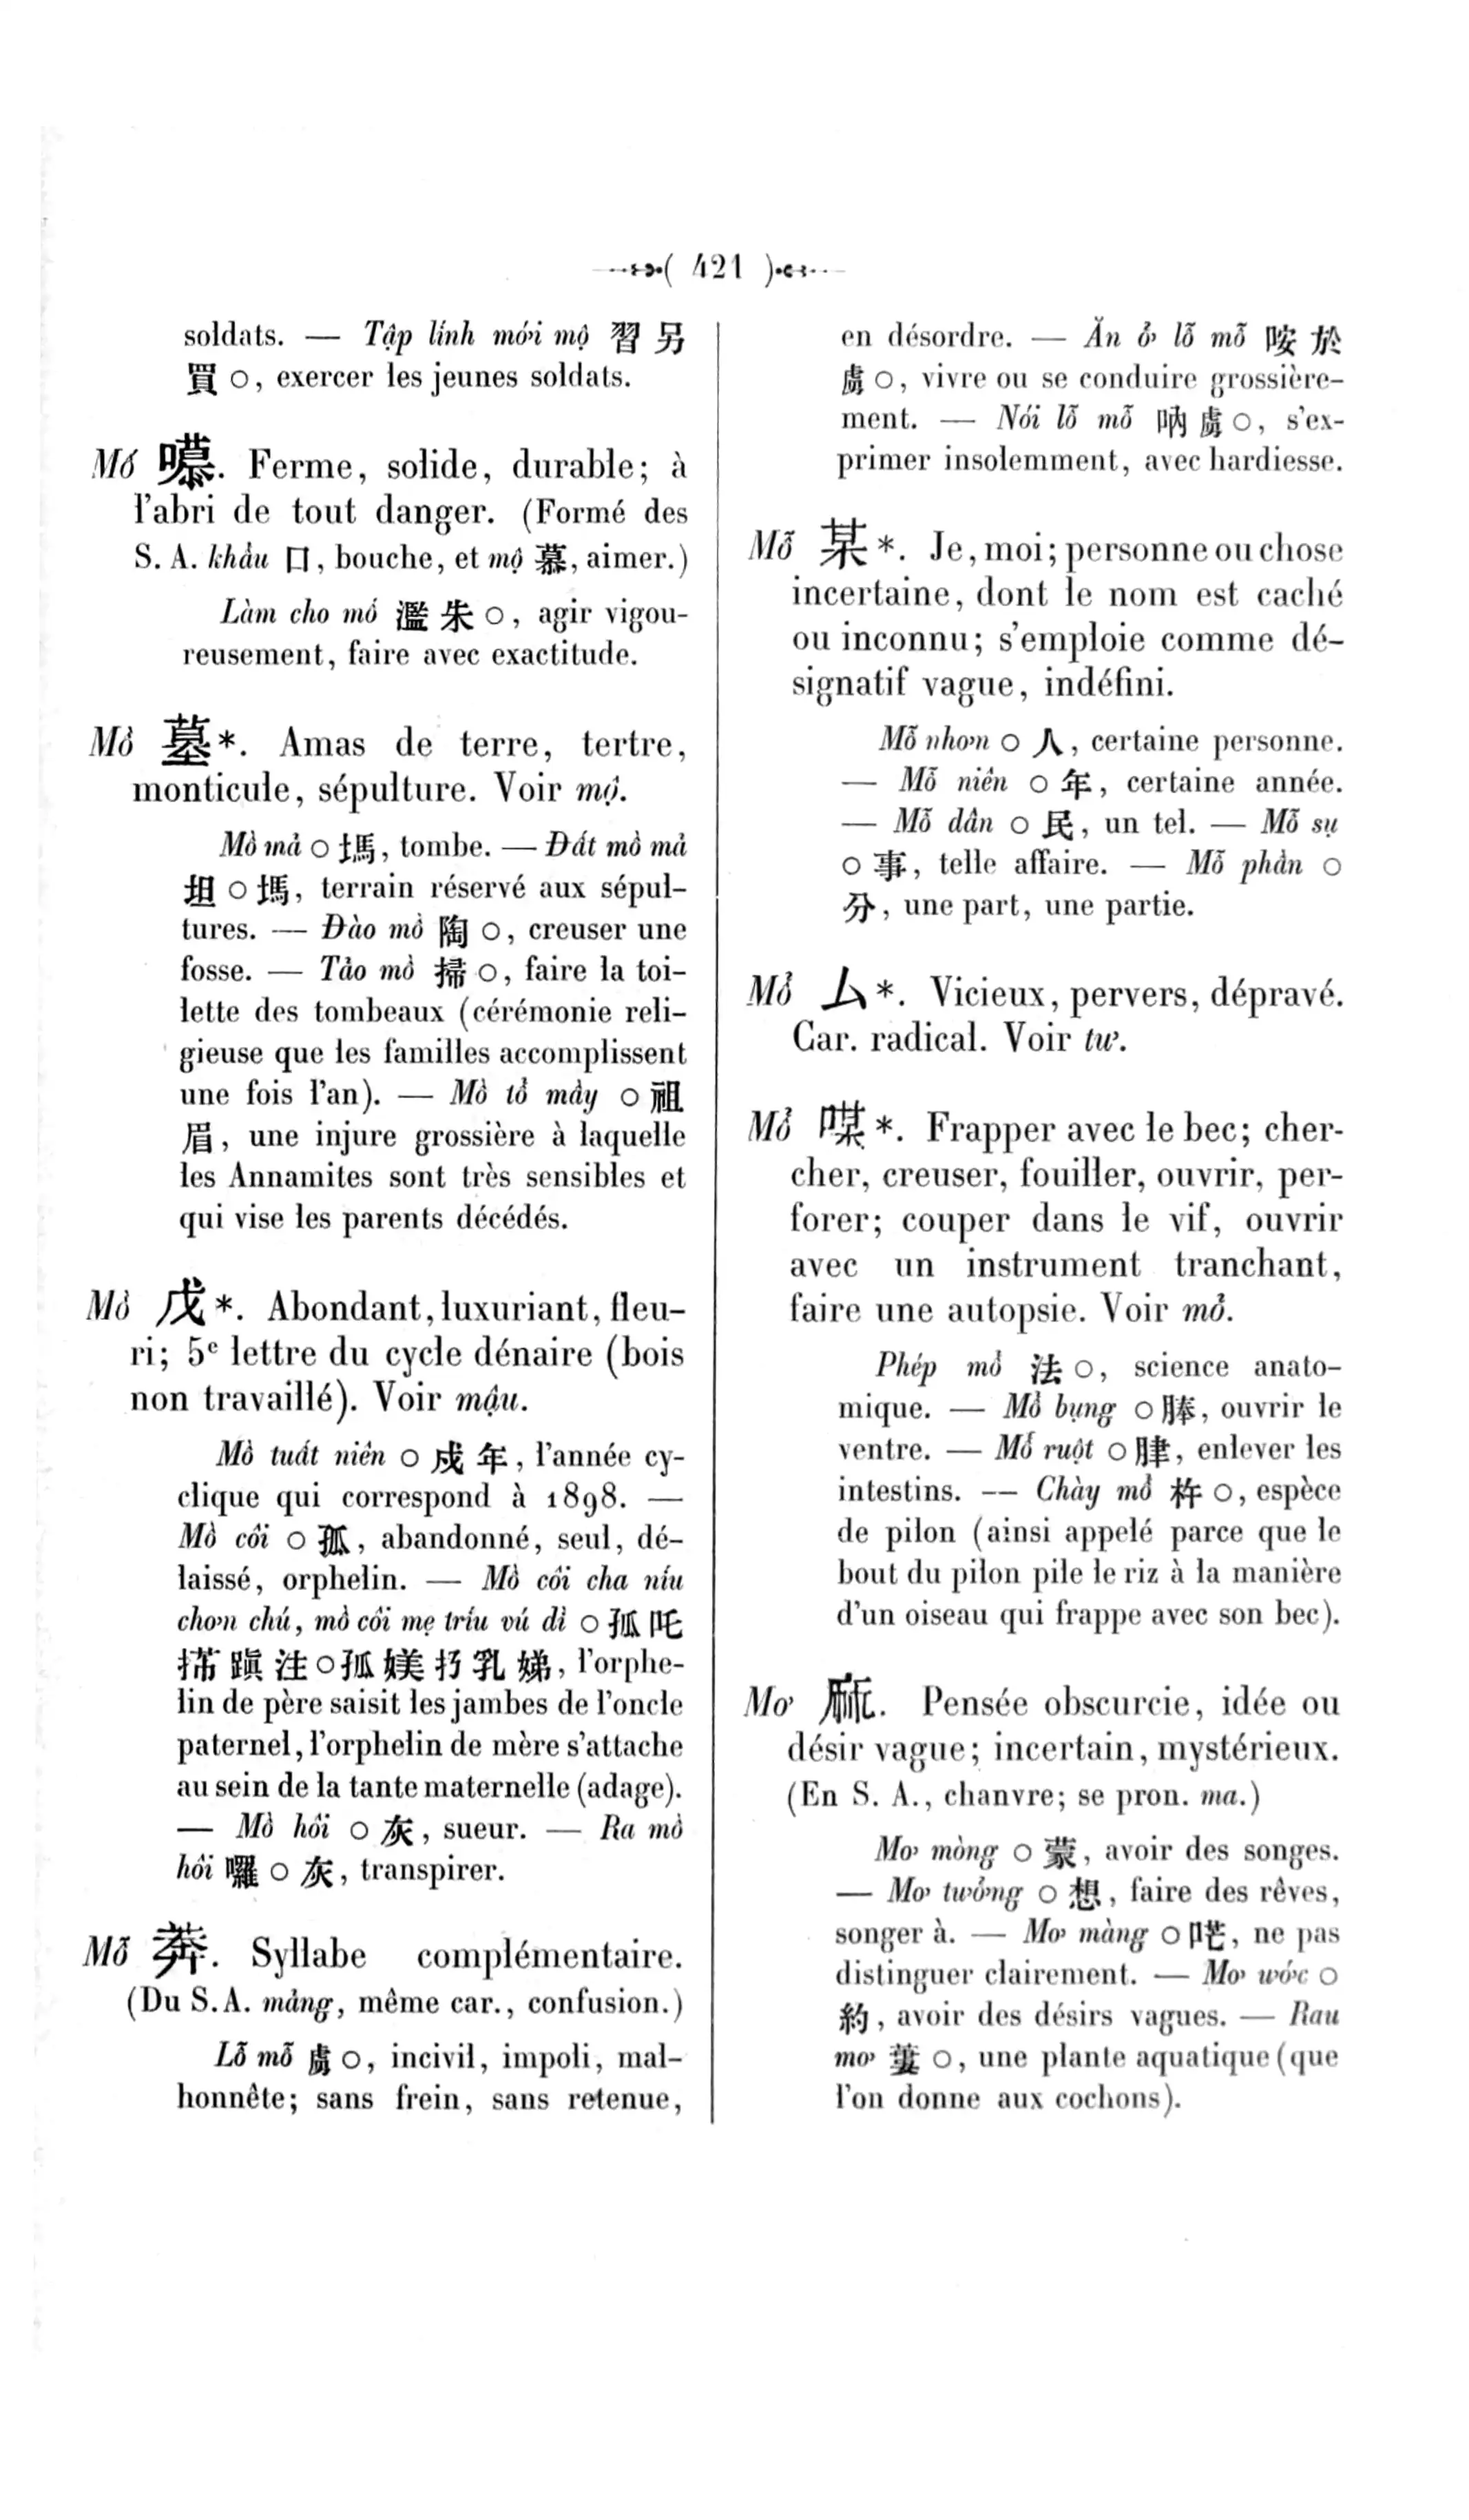 ( 421 )
soldats. — Tập lính mới mộ 習 另
買 ○, exercer les jeunes soldats.
Mố 㗱. Ferme, solide, durable; à
l'abri de tout danger. (Formé des
S. A. khẩu 口, bouche, et mộ 慕, aimer.)
Làm cho mố 濫 朱 ○, agir vigou-
reusement, faire avec exactitude.
Mồ 墓*. Amas de terre, tertre,
monticule, sépulture. Voir mộ.
Mồ mả ○ 塲, tombe. — Đất mồ mả
坦 ○, terrain réservé aux sépul-
tures. — Đào mồ 陶 ○, creuser une
fosse. — Tảo mồ 掃 ○, faire la toi-
lette des tombeaux (cérémonie reli-
gieuse que les familles accomplissent
une fois l'an). — Mồ tổ mầy ○ 祖
眉, une injure grossière à laquelle
les Annamites sont très sensibles et
qui vise les parents décédés.
Mồ 戊*. Abondant, luxuriant, fleu-
ri; 5e lettre du cycle dénaire (bois
non travaillé). Voir mậu.
Mồ tuất niên ○ 戍 年, l'année cy-
clique qui correspond à 1898. —
Mồ côi ○ 孤, abandonné, seul, dé-
laissé, orphelin. — Mồ côi cha níu
chơn chú, mồ côi mẹ tríu vú dì ○ 孤 吒
蹎 注 ○ 孤 媄 乳 娣, l'orphe-
lin de père saisit les jambes de l'oncle
paternel, l'orphelin de mère s'attache
au sein de la tante maternelle (adage).
— Mồ hôi ○ 灰, sueur. — Ra mồ
hôi 囉 ○ 灰, transpirer.
Mỗ 莽. Syllabe complémentaire.
(Du S. A. mãng, même car., confusion.)
Lỗ mỗ 虜 ○, incivil, impoli, mal-
honnête; sans frein, sans retenue,
en désordre. — Ăn ở lỗ mỗ 咹 於
虜 ○, vivre ou se conduire grossière-
ment. — Nói lỗ mỗ 吶 虜 ○, s'ex-
primer insolemment, avec hardiesse.
Mỗ 某*. Je, moi; personne ou chose
incertaine, dont le nom est caché
ou inconnu; s'emploie comme dé-
signatif vague, indéfini.
Mỗ nhơn ○ 人, certaine personne.
— Mỗ niên ○ 年, certaine année.
— Mỗ dân ○ 民, un tel. — Mỗ sự
○ 事, telle affaire. — Mỗ phần ○
分, une part, une partie.
Mổ 厶*. Vicieux, pervers, dépravé.
Car. radical. Voir tư.
Mổ 㖼*. Frapper avec le bec; cher-
cher, creuser, fouiller, ouvrir, per-
forer; couper dans le vif, ouvrir
avec un instrument tranchant,
faire une autopsie. Voir mổ.
Phép mổ 法 ○, science anato-
mique. — Mổ bụng ○ 䏾, ouvrir le
ventre. — Mổ ruột ○, enlever les
intestins. — Chày mổ 杵 ○, espèce
de pilon (ainsi appelé parce que le
bout du pilon pile le riz à la manière
d'un oiseau qui frappe avec son bec).
Mơ 麻. Pensée obscurcie, idée ou
désir vague; incertain, mystérieux.
(En S. A., chanvre; se pron. ma.)
Mơ mòng ○ 蒙, avoir des songes.
— Mơ tưởng ○ 想, faire des rêves,
songer à. — Mơ màng ○, ne pas
distinguer clairement. — Mơ ước ○
約, avoir des désirs vagues. — Rau
mơ 蔞 ○, une plante aquatique (que
l'on donne aux cochons).